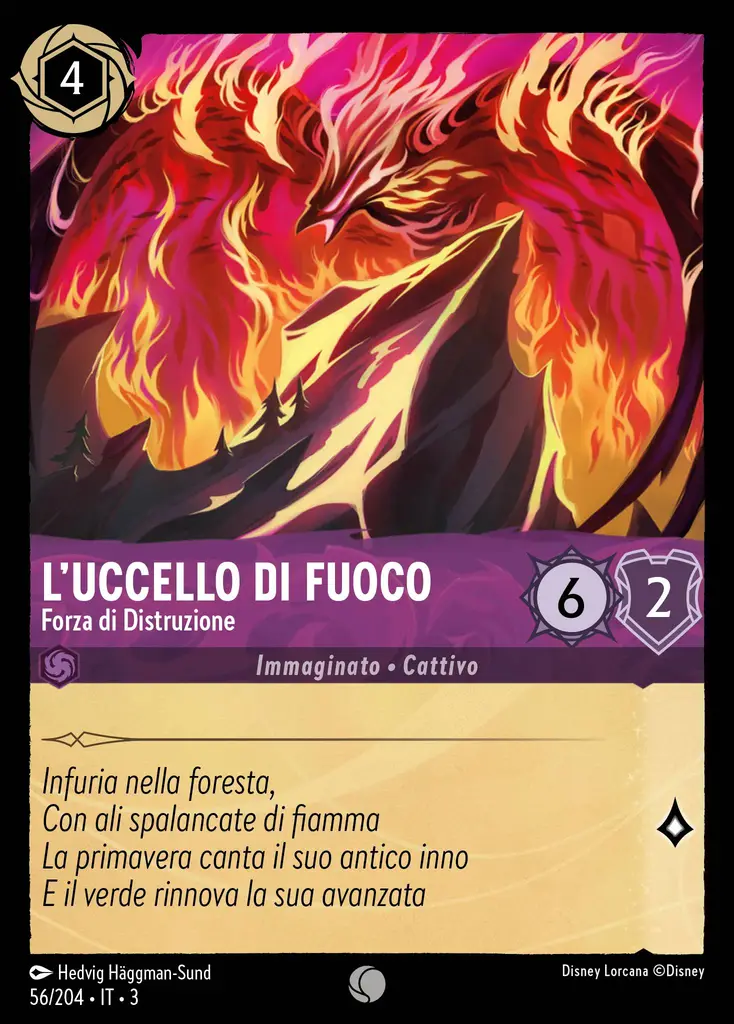 4
L'UCCELLO DI FUOCO
Forza di Distruzione
6
2
Immaginato • Cattivo
Infuria nella foresta,
Con ali spalancate di fiamma
La primavera canta il suo antico inno
E il verde rinnova la sua avanzata
Hedvig Häggman-Sund
Disney Lorcana ©Disney
56/204 • IT • 3